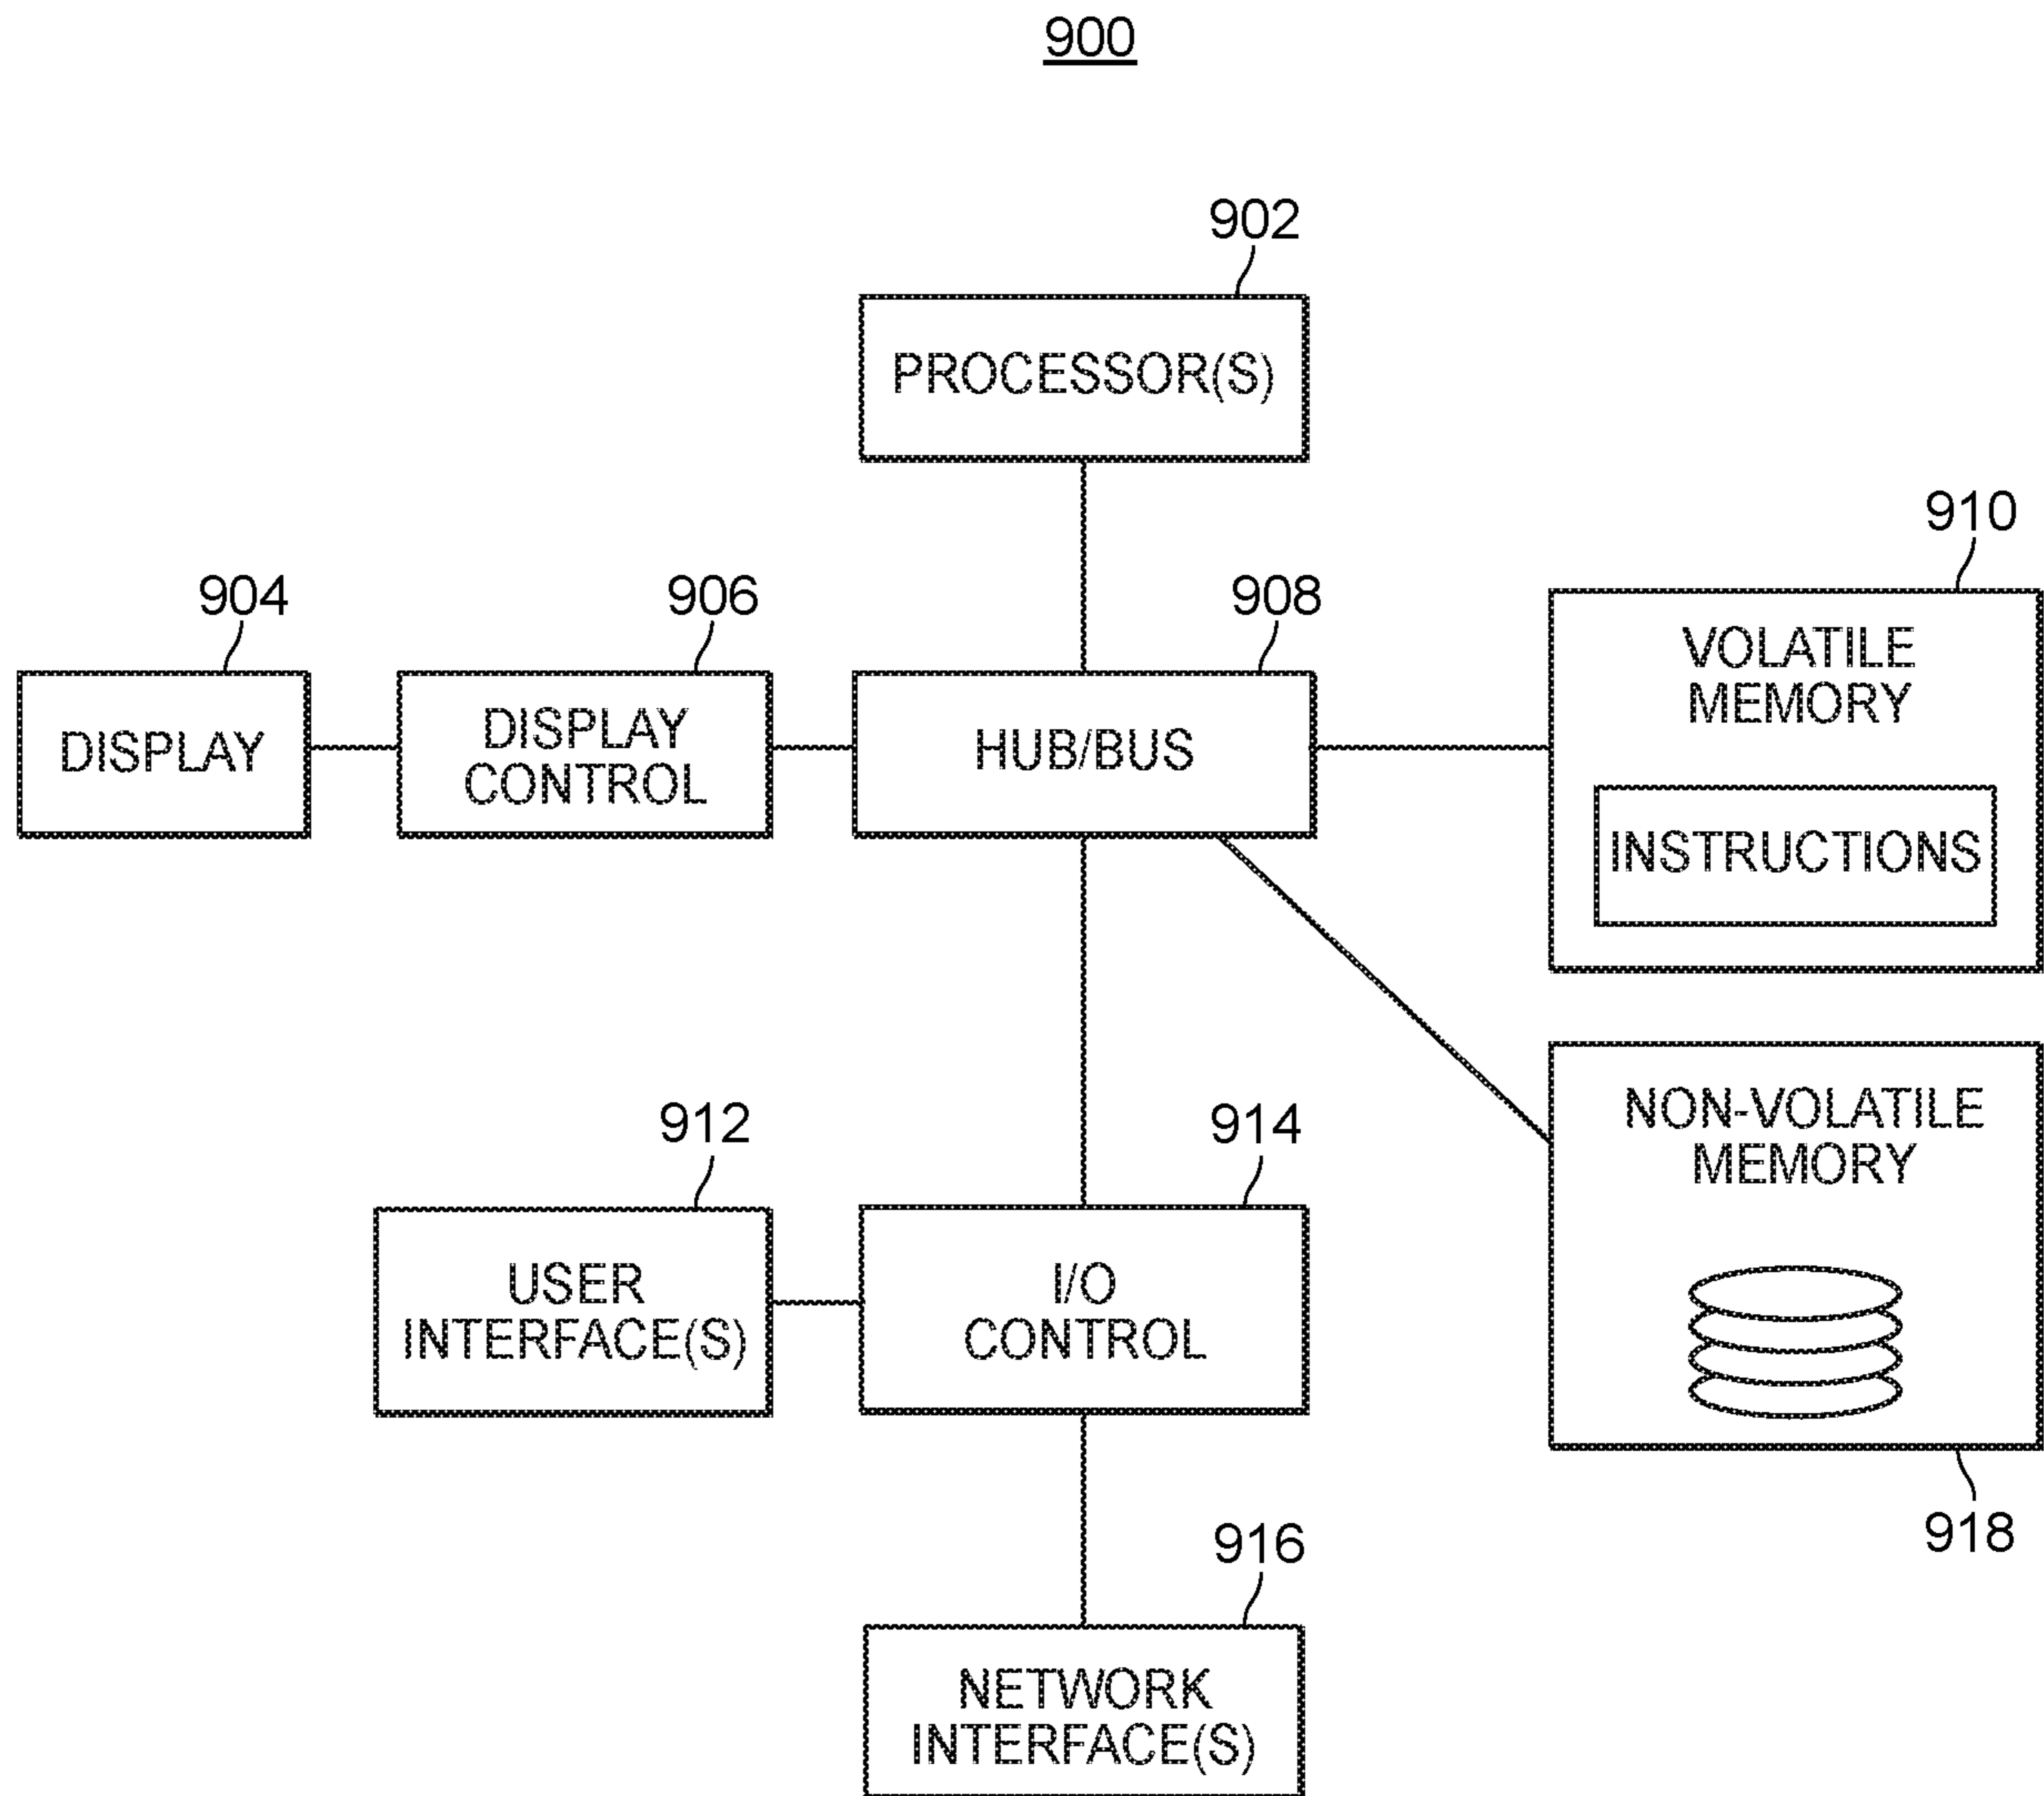 900
902
PROCESSOR(S)
910
904
906
908
VOLATILE
MEMORY
DISPLAY
DISPLAY
CONTROL
HUB/BUS
INSTRUCTIONS
912
914
NON-VOLATILE
MEMORY
USER
INTERFACE(S)
I/O
CONTROL
916
918
NETWORK
INTERFACE(S)